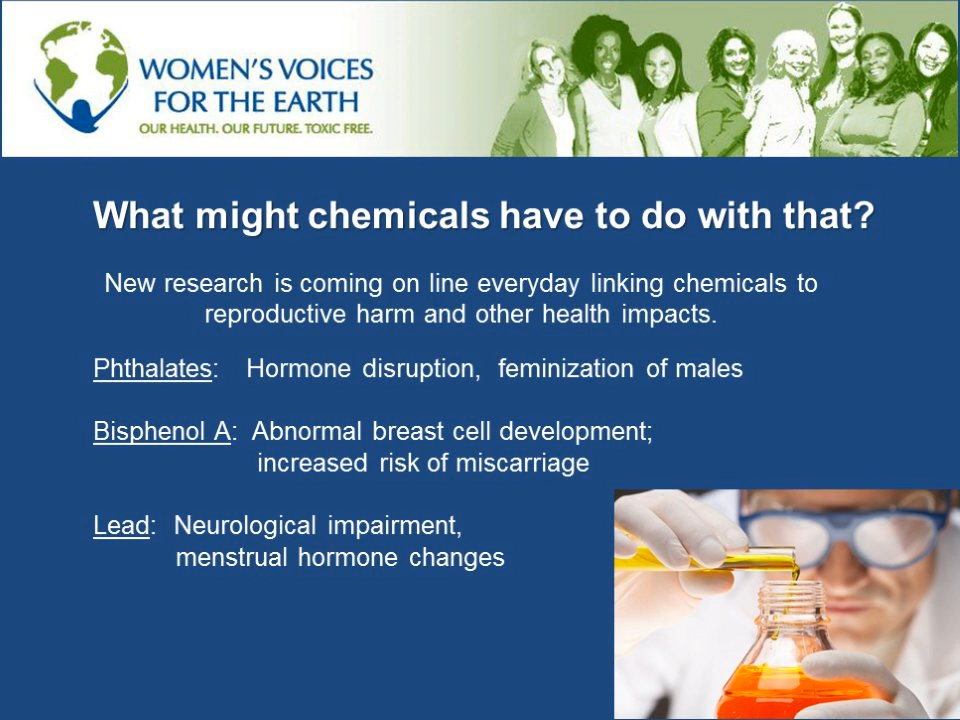 WOMEN'S VOICES
FOR THE EARTH
OUR HEALTH. OUR FUTURE. TOXIC FREE.
What might chemicals have to do with that?
New research is coming on line everyday linking chemicals to
reproductive harm and other health impacts.
Phthalates: Hormone disruption, feminization of males
Bisphenol A: Abnormal breast cell development;
increased risk of miscarriage
Lead: Neurological impairment,
menstrual hormone changes